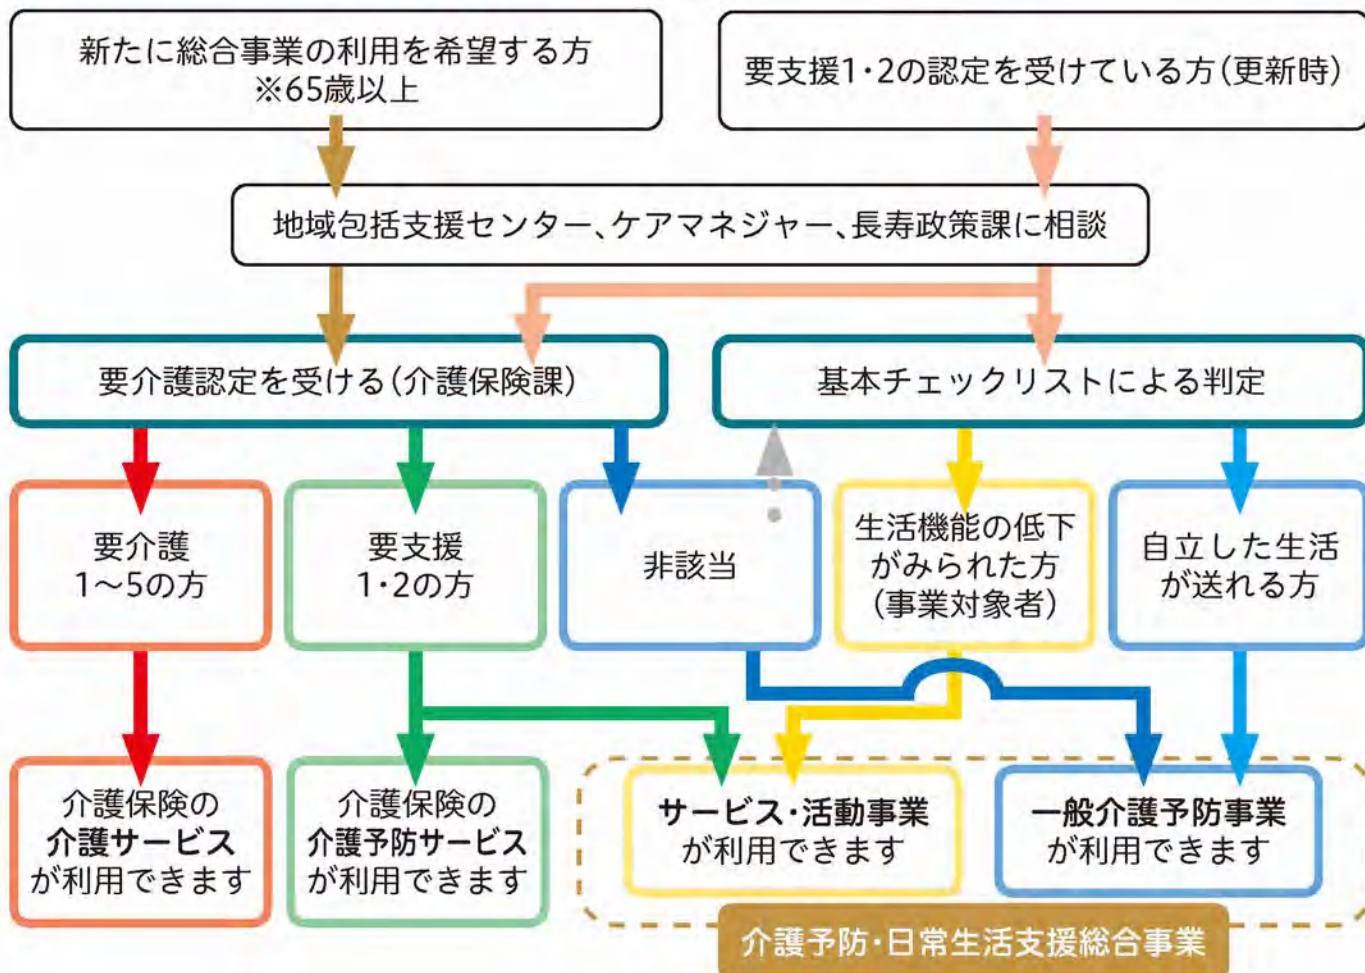 新たに総合事業の利用を希望する方
※65歳以上
要支援1・2の認定を受けている方（更新時）
地域包括支援センター、ケアマネジャー、長寿政策課に相談
要介護認定を受ける（介護保険課）
基本チェックリストによる判定
要介護
1～5の方
要支援
1・2の方
非該当
生活機能の低下
がみられた方
（事業対象者）
自立した生活
が送れる方
介護保険の
介護サービス
が利用できます
介護保険の
介護予防サービス
が利用できます
サービス・活動事業
が利用できます
一般介護予防事業
が利用できます
介護予防・日常生活支援総合事業